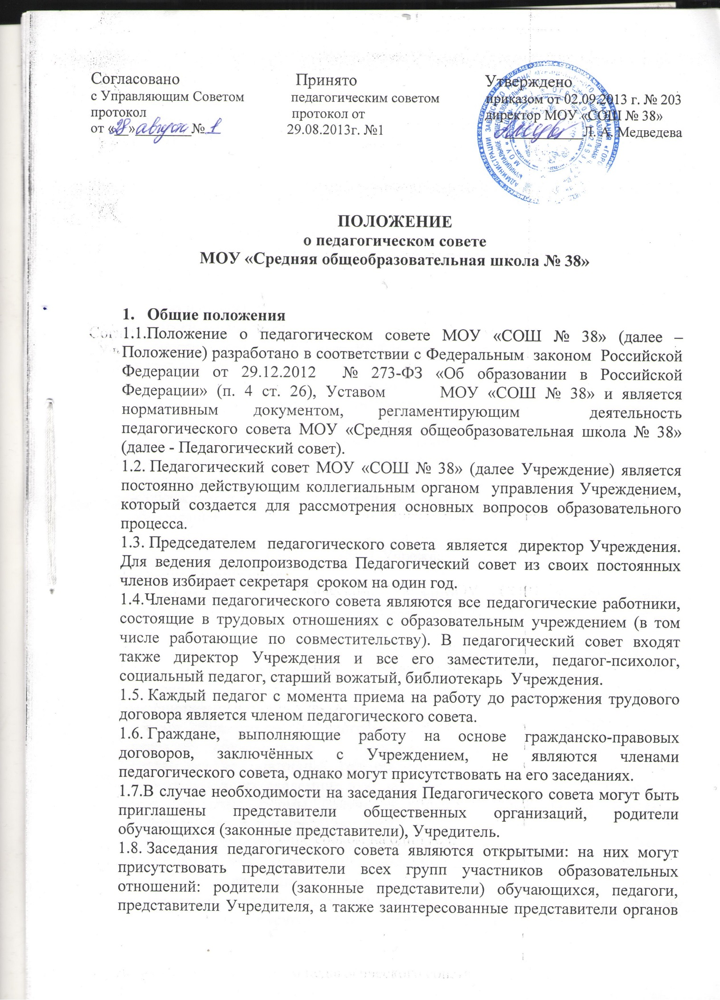 Согласовано Принято Утверждено
с Управляющим Советом педагогическим советом приказом от 02.09.2013 г. № 203
протокол протокол от директор МОУ «СОШ № 38»
от «28» августа № 1 29.08.2013г. №1 Л. А. Медведева
ПОЛОЖЕНИЕ
о педагогическом совете
МОУ «Средняя общеобразовательная школа № 38»
1. Общие положения
1.1.Положение о педагогическом совете МОУ «СОШ № 38» (далее –
Положение) разработано в соответствии с Федеральным законом Российской
Федерации от 29.12.2012 № 273-ФЗ «Об образовании в Российской
Федерации» (п. 4 ст. 26), Уставом МОУ «СОШ № 38» и является
нормативным документом, регламентирующим деятельность
педагогического совета МОУ «Средняя общеобразовательная школа № 38»
(далее - Педагогический совет).
1.2. Педагогический совет МОУ «СОШ № 38» (далее Учреждение) является
постоянно действующим коллегиальным органом управления Учреждением,
который создается для рассмотрения основных вопросов образовательного
процесса.
1.3. Председателем педагогического совета является директор Учреждения.
Для ведения делопроизводства Педагогический совет из своих постоянных
членов избирает секретаря сроком на один год.
1.4.Членами педагогического совета являются все педагогические работники,
состоящие в трудовых отношениях с образовательным учреждением (в том
числе работающие по совместительству). В педагогический совет входят
также директор Учреждения и все его заместители, педагог-психолог,
социальный педагог, старший вожатый, библиотекарь Учреждения.
1.5. Каждый педагог с момента приема на работу до расторжения трудового
договора является членом педагогического совета.
1.6. Граждане, выполняющие работу на основе гражданско-правовых
договоров, заключённых с Учреждением, не являются членами
педагогического совета, однако могут присутствовать на его заседаниях.
1.7.В случае необходимости на заседания Педагогического совета могут быть
приглашены представители общественных организаций, родители
обучающихся (законные представители), Учредитель.
1.8. Заседания педагогического совета являются открытыми: на них могут
присутствовать представители всех групп участников образовательных
отношений: родители (законные представители) обучающихся, педагоги,
представители Учредителя, а также заинтересованные представители органов